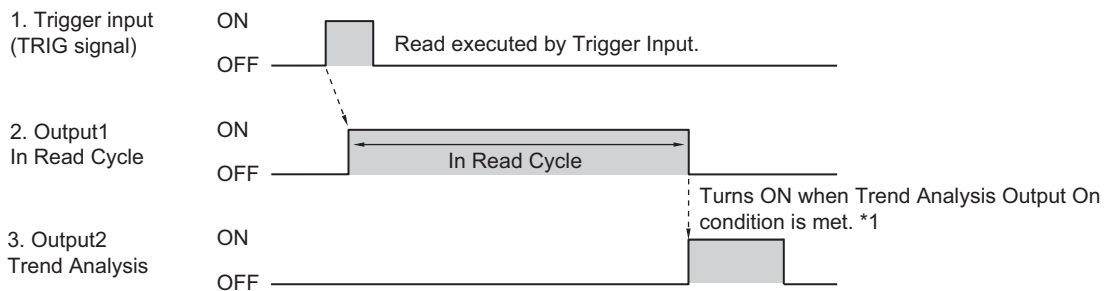 1. Trigger input
(TRIG signal)
ON
OFF
Read executed by Trigger Input.
2. Output1
In Read Cycle
ON
OFF
In Read Cycle
Turns ON when Trend Analysis Output On
condition is met. *1
3. Output2
Trend Analysis
ON
OFF